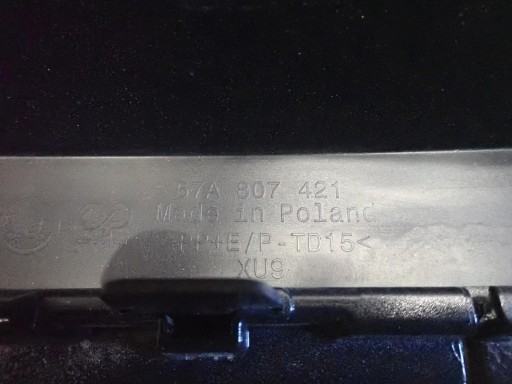 57A 807 421
Made in Poland
>PP+E/P-TD15<
XU9